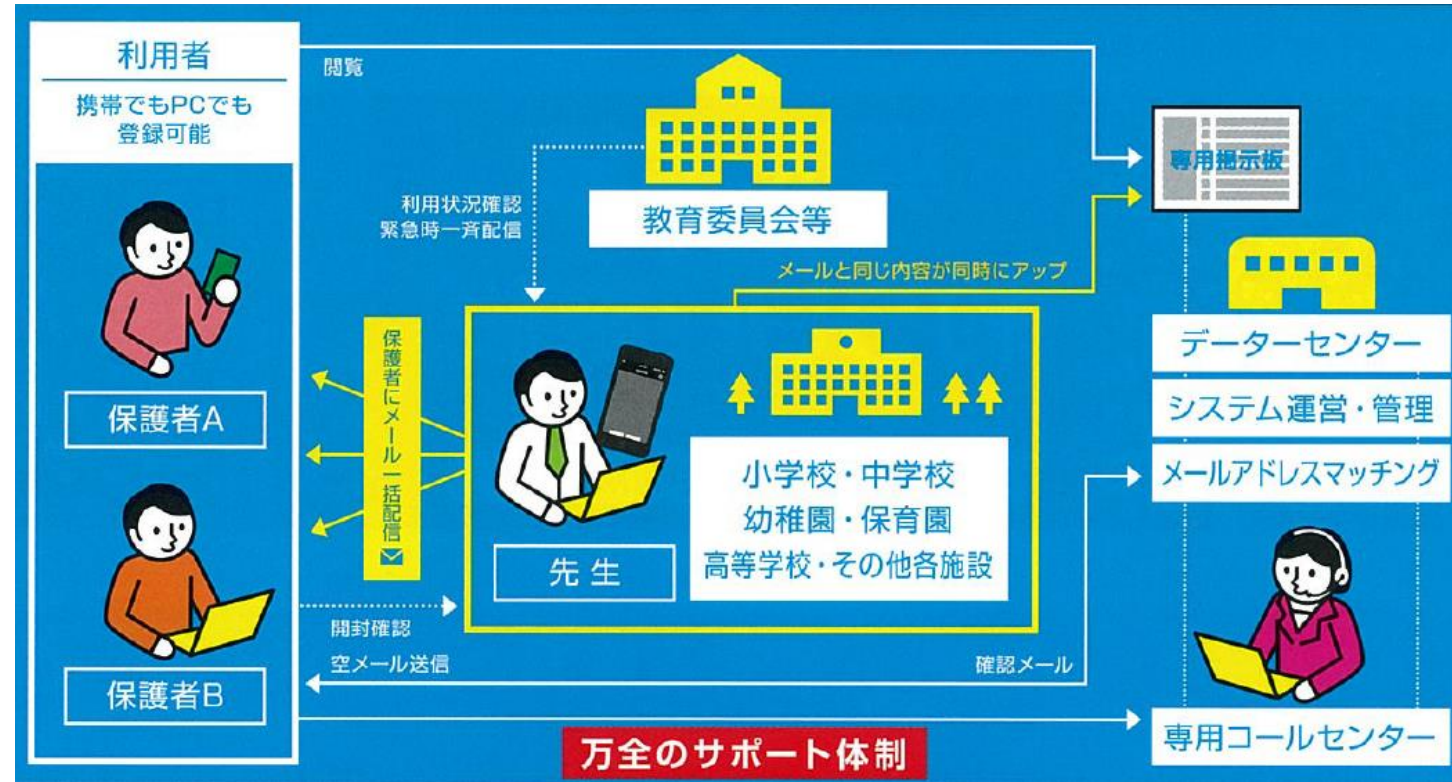 利用者
携帯でもPCでも
登録可能
保護者A
保護者B
閲覧
教育委員会等
利用状況確認
緊急時一斉配信
メールと同じ内容が同時にアップ
保護者にメール一括配信
先生
小学校・中学校
幼稚園・保育園
高等学校・その他各施設
開封確認
空メール送信
確認メール
専用掲示板
データーセンター
システム運営・管理
メールアドレスマッチング
専用コールセンター
万全のサポート体制